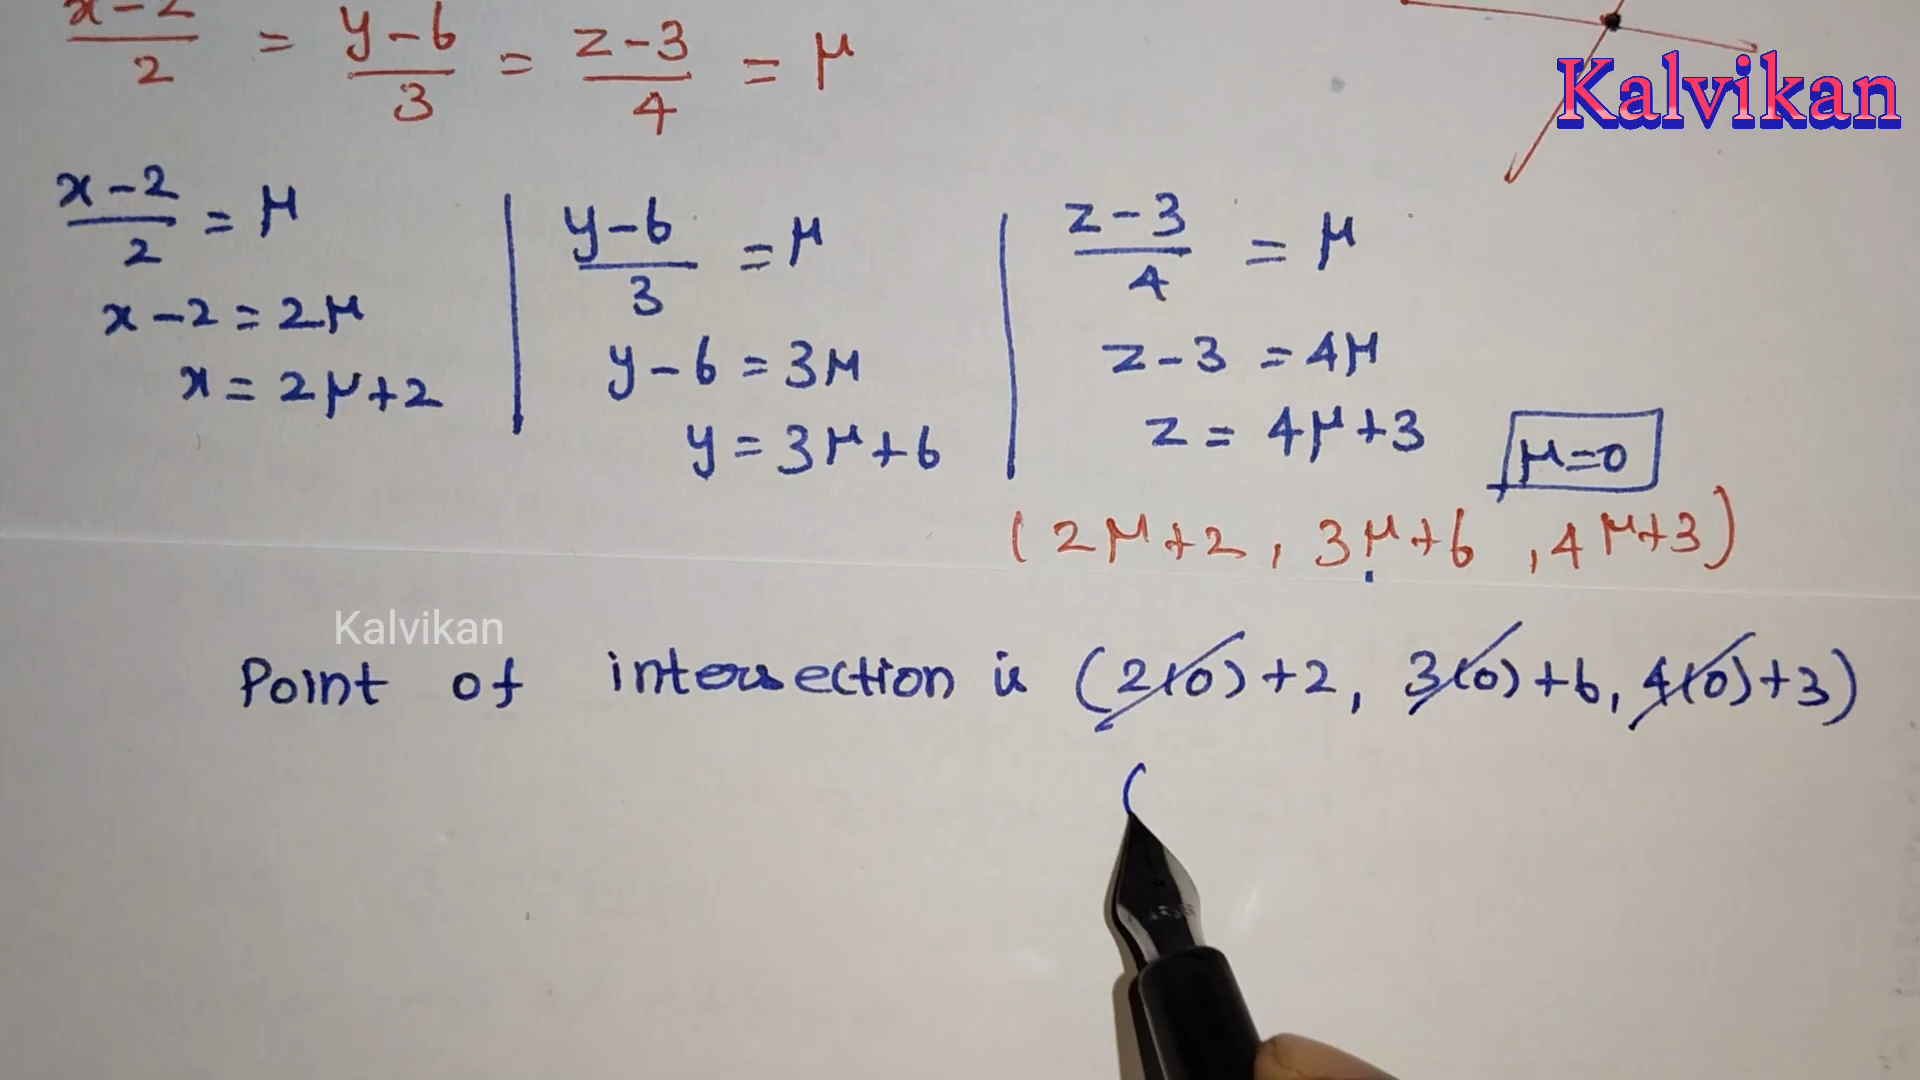 x-2/2 = y-6/3 = z-3/4 = μ
Kalvikan
x-2/2 = μ
x-2 = 2μ
x = 2μ+2
y-6/3 = μ
y-6 = 3μ
y = 3μ+6
z-3/4 = μ
z-3 = 4μ
z = 4μ+3
μ=0
(2μ+2, 3μ+6, 4μ+3)
Kalvikan
Point of intersection is (2(0)+2, 3(0)+6, 4(0)+3)
(